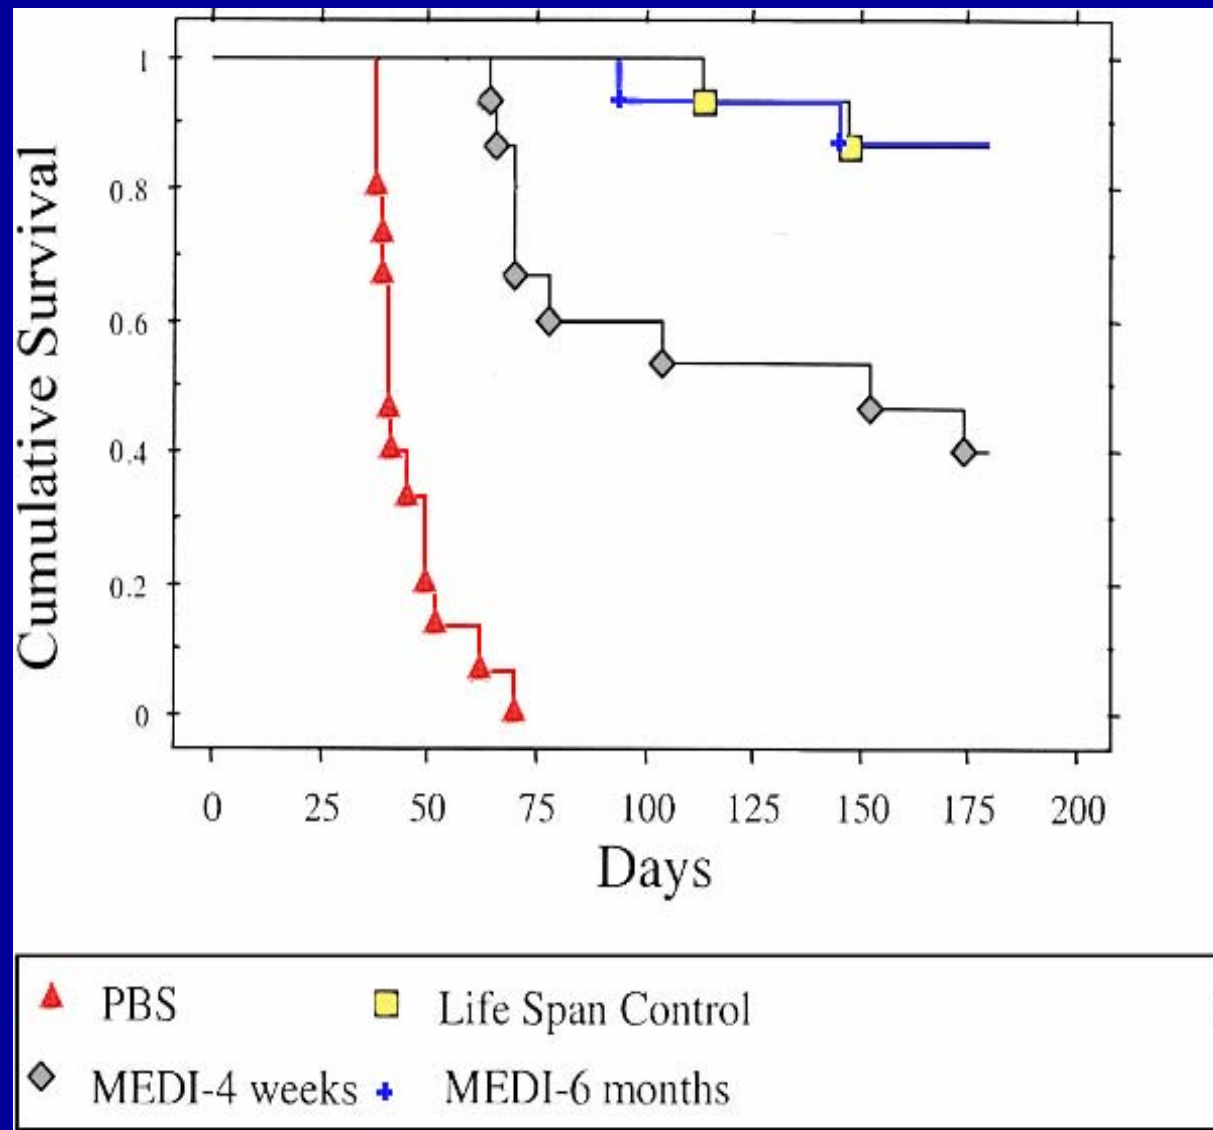 Cumulative Survival
1
0.8
0.6
0.4
0.2
0
0 25 50 75 100 125 150 175 200
Days
PBS
Life Span Control
MEDI-4 weeks
MEDI-6 months